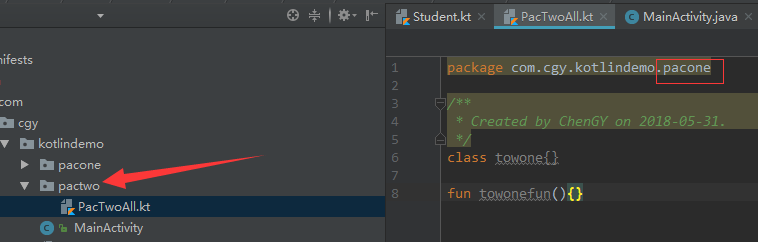 nifests
com
cgy
kotlindemo
pacone
pactwo
PacTwoAll.kt
MainActivity
Student.kt PacTwoAll.kt MainActivity.java
1 package com.cgy.kotlindemo.pacone
2
3 /**
4 * Created by ChenGY on 2018-05-31.
5 */
6 class towone{}
7
8 fun towonefun(){}